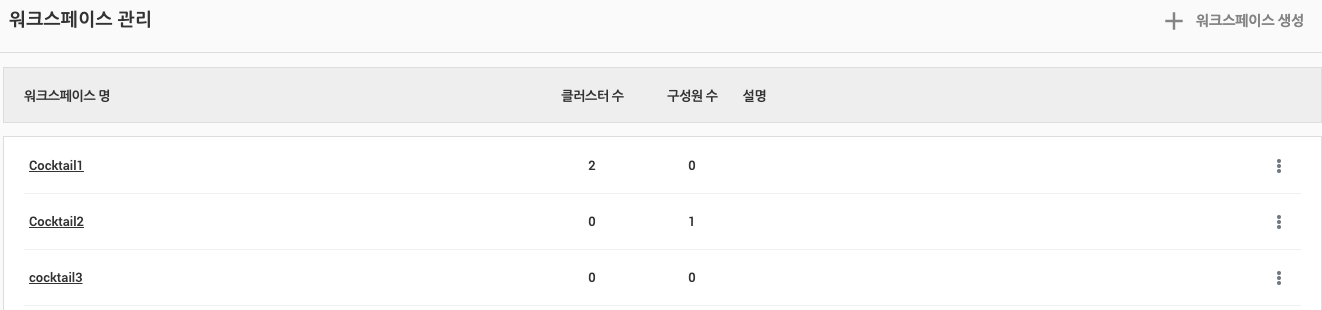 워크스페이스 관리
+ 워크스페이스 생성
워크스페이스 명 클러스터 수 구성원 수 설명
Cocktail1 2 0
Cocktail2 0 1
cocktail3 0 0